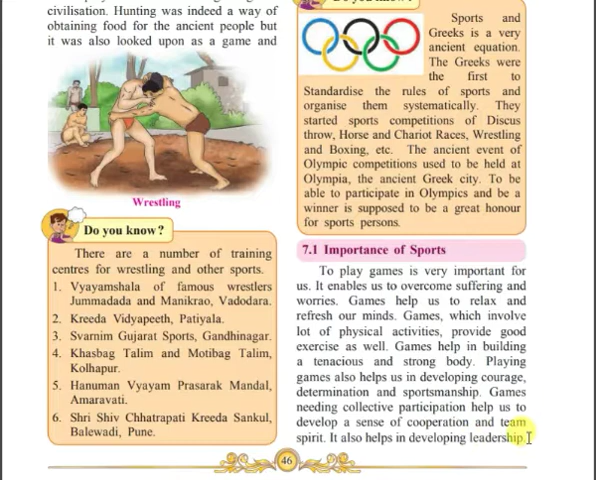 civilisation. Hunting was indeed a way of
obtaining food for the ancient people but
it was also looked upon as a game and
Wrestling
Do you know?
There are a number of training
centres for wrestling and other sports.
1. Vyayamshala of famous wrestlers
Jummadada and Manikrao, Vadodara.
2. Kreeda Vidyapeeth, Patiyala.
3. Svarnim Gujarat Sports, Gandhinagar.
4. Khasbag Talim and Motibag Talim,
Kolhapur.
5. Hanuman Vyayam Prasarak Mandal,
Amaravati.
6. Shri Shiv Chhatrapati Kreeda Sankul,
Balewadi, Pune.
Sports and
Greeks is a very
ancient equation.
The Greeks were
the first to
Standardise the rules of sports and
organise them systematically. They
started sports competitions of Discus
throw, Horse and Chariot Races, Wrestling
and Boxing, etc. The ancient event of
Olympic competitions used to be held at
Olympia, the ancient Greek city. To be
able to participate in Olympics and be a
winner is supposed to be a great honour
for sports persons.
7.1 Importance of Sports
To play games is very important for
us. It enables us to overcome suffering and
worries. Games help us to relax and
refresh our minds. Games, which involve
lot of physical activities, provide good
exercise as well. Games help in building
a tenacious and strong body. Playing
games also helps us in developing courage,
determination and sportsmanship. Games
needing collective participation help us to
develop a sense of cooperation and team
spirit. It also helps in developing leadership.
46